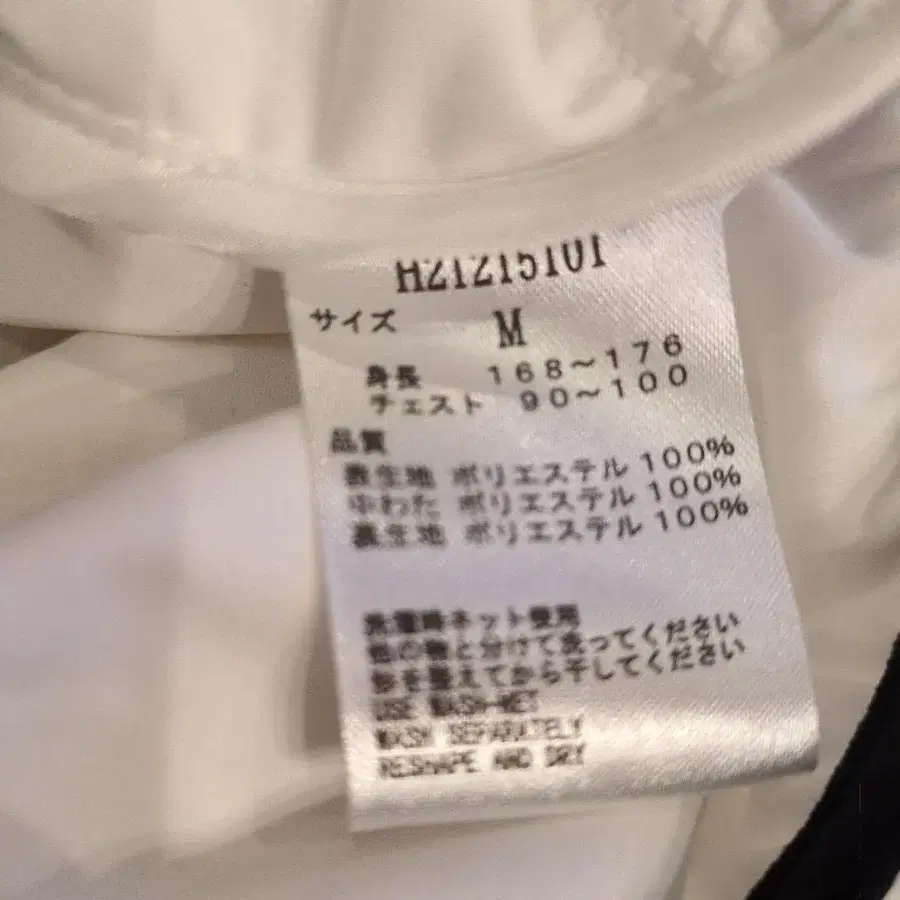 H21215101
サイズ M
身長 168～176
チェスト 90～100
品質
表生地 ポリエステル 100%
中わた ポリエステル 100%
裏生地 ポリエステル 100%
洗濯時ネット使用
他の物と分けて洗ってください
形を整えてから干してください
USE WASH-NET
WASH SEPARATELY
RESHAPE AND DRY